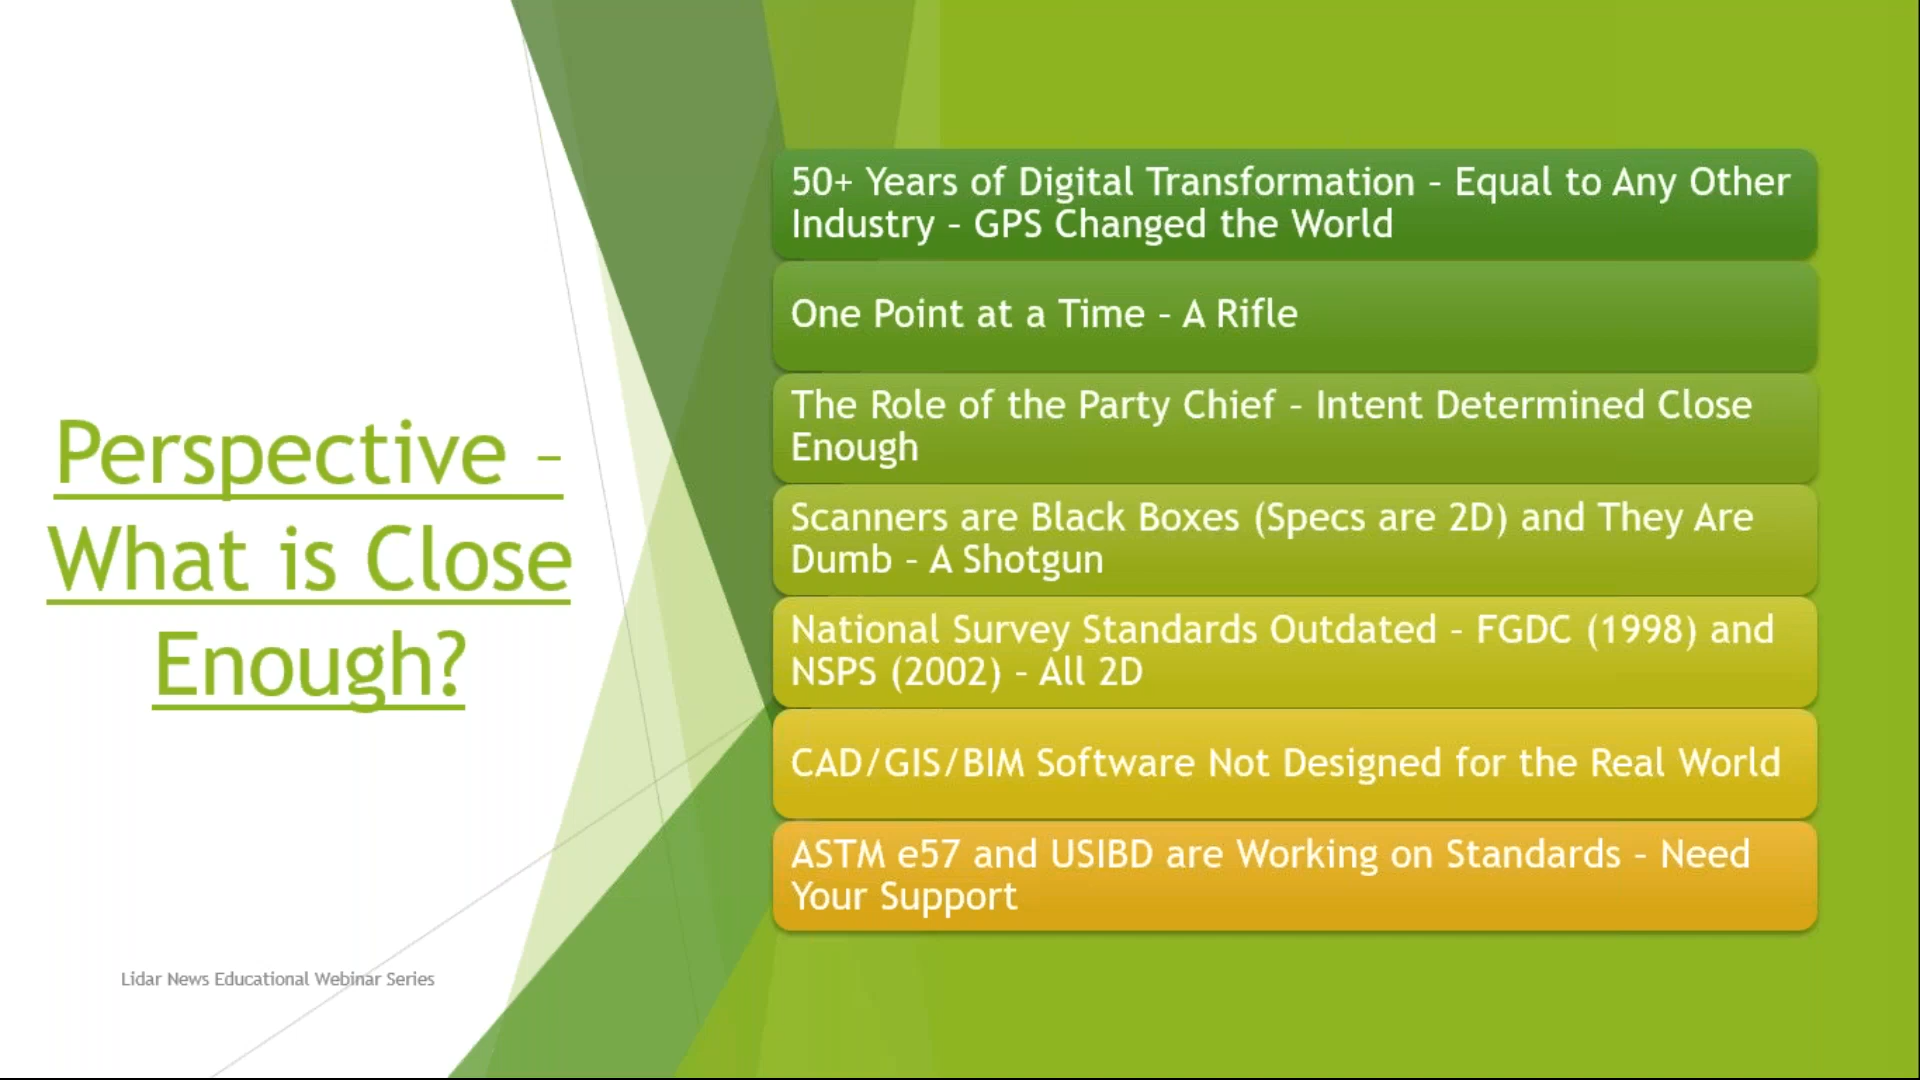 Perspective –
What is Close
Enough?
50+ Years of Digital Transformation – Equal to Any Other
Industry – GPS Changed the World
One Point at a Time – A Rifle
The Role of the Party Chief – Intent Determined Close
Enough
Scanners are Black Boxes (Specs are 2D) and They Are
Dumb – A Shotgun
National Survey Standards Outdated – FGDC (1998) and
NSPS (2002) – All 2D
CAD/GIS/BIM Software Not Designed for the Real World
ASTM e57 and USIBD are Working on Standards – Need
Your Support
Lidar News Educational Webinar Series